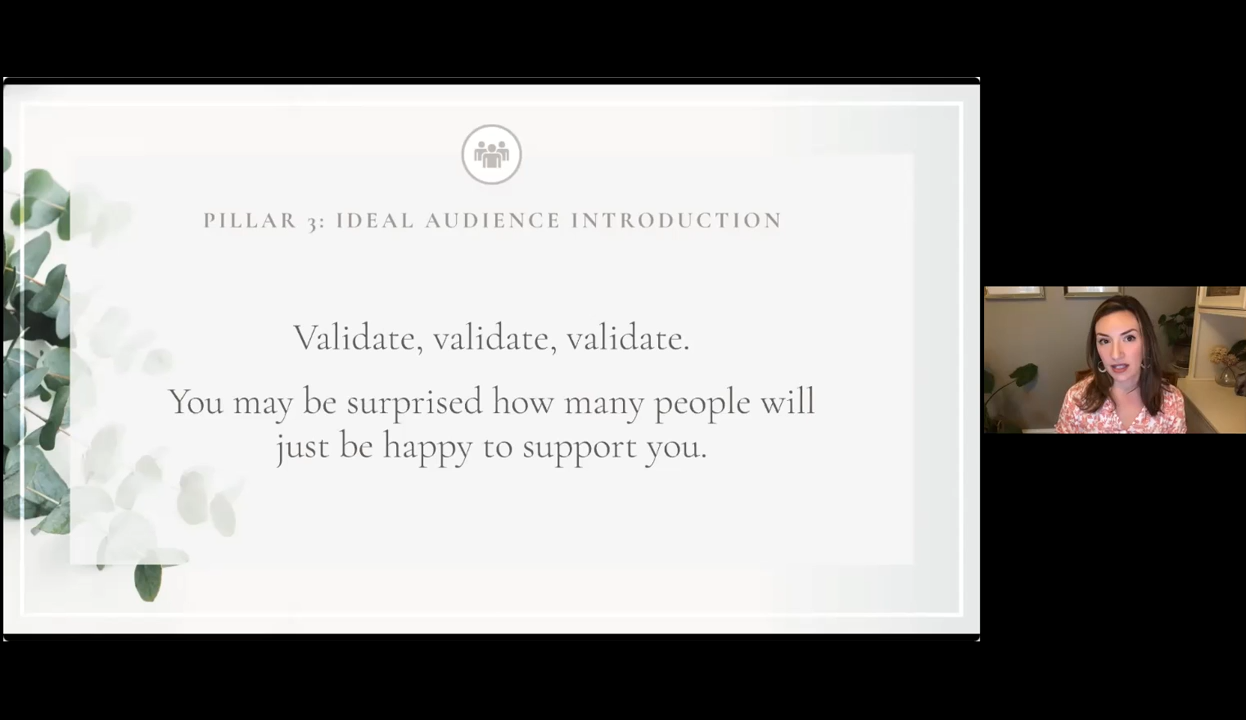 PILLAR 3: IDEAL AUDIENCE INTRODUCTION
Validate, validate, validate.
You may be surprised how many people will
just be happy to support you.